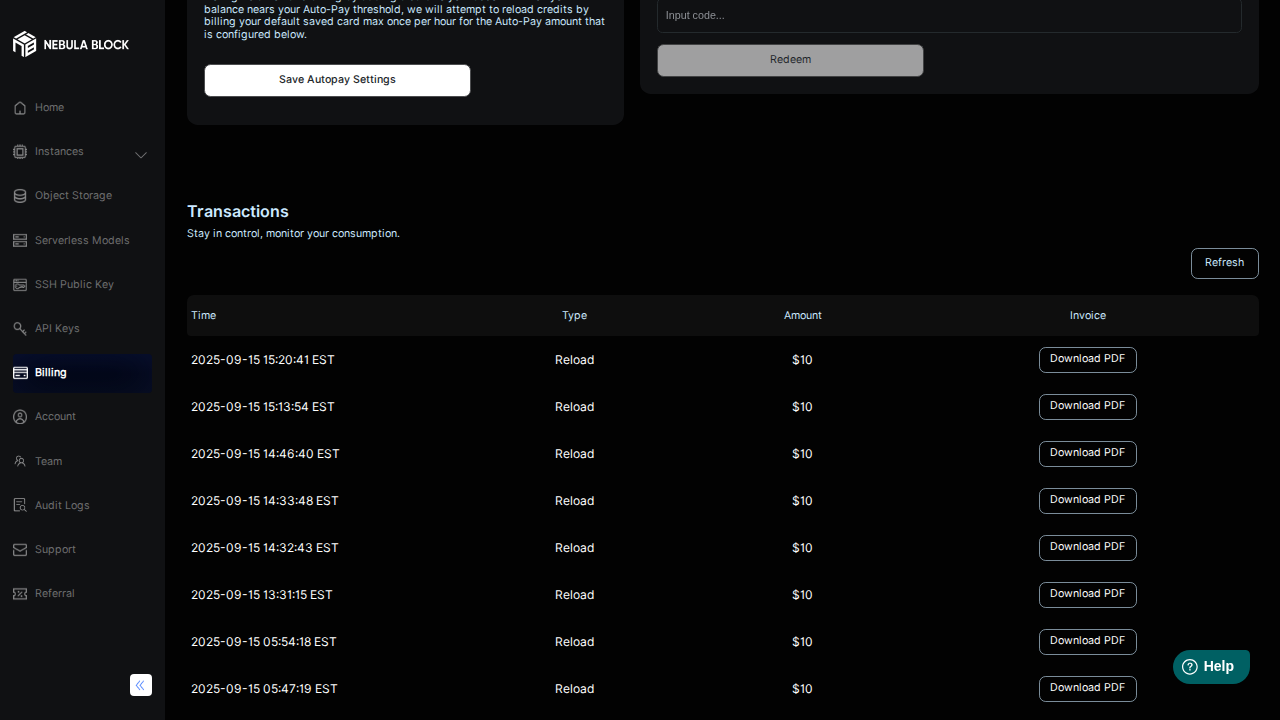 NEBULA BLOCK
Home
Instances
Object Storage
Serverless Models
SSH Public Key
API Keys
Billing
Account
Team
Audit Logs
Support
Referral
balance nears your Auto-Pay threshold, we will attempt to reload credits by
billing your default saved card max once per hour for the Auto-Pay amount that
is configured below.
Save Autopay Settings
Input code...
Redeem
Transactions
Stay in control, monitor your consumption.
Refresh
Time Type Amount Invoice
2025-09-15 15:20:41 EST Reload $10 Download PDF
2025-09-15 15:13:54 EST Reload $10 Download PDF
2025-09-15 14:46:40 EST Reload $10 Download PDF
2025-09-15 14:33:48 EST Reload $10 Download PDF
2025-09-15 14:32:43 EST Reload $10 Download PDF
2025-09-15 13:31:15 EST Reload $10 Download PDF
2025-09-15 05:54:18 EST Reload $10 Download PDF
2025-09-15 05:47:19 EST Reload $10 Download PDF
Help